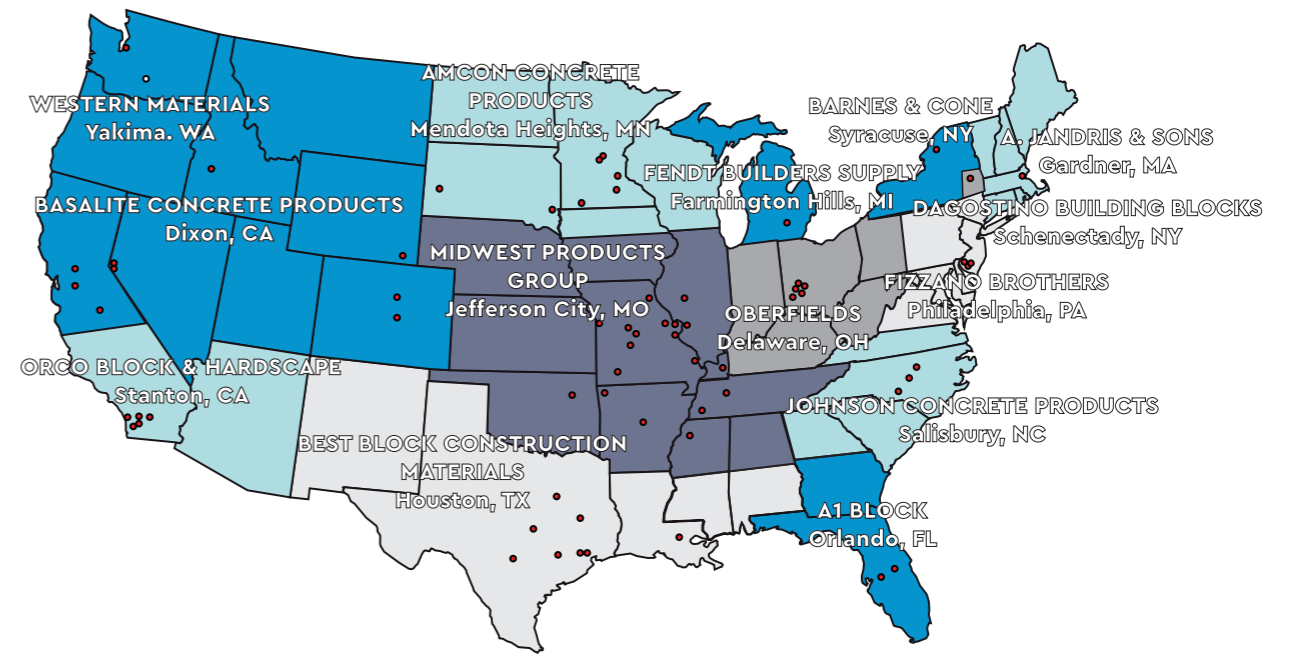 AMCON CONCRETE
PRODUCTS
Mendota Heights, MN
WESTERN MATERIALS
Yakima. WA
BARNES & CONE
Syracuse, NY
A. JANDRIS & SONS
Gardner, MA
FENDT BUILDERS SUPPLY
Farmington Hills, MI
BASALITE CONCRETE PRODUCTS
Dixon, CA
DAGOSTINO BUILDING BLOCKS
Schenectady, NY
MIDWEST PRODUCTS
GROUP
Jefferson City, MO
FIZZANO BROTHERS
Philadelphia, PA
OBERFIELDS
Delaware, OH
ORCO BLOCK & HARDSCAPE
Stanton, CA
JOHNSON CONCRETE PRODUCTS
Salisbury, NC
BEST BLOCK CONSTRUCTION
MATERIALS
Houston, TX
A1 BLOCK
Orlando, FL